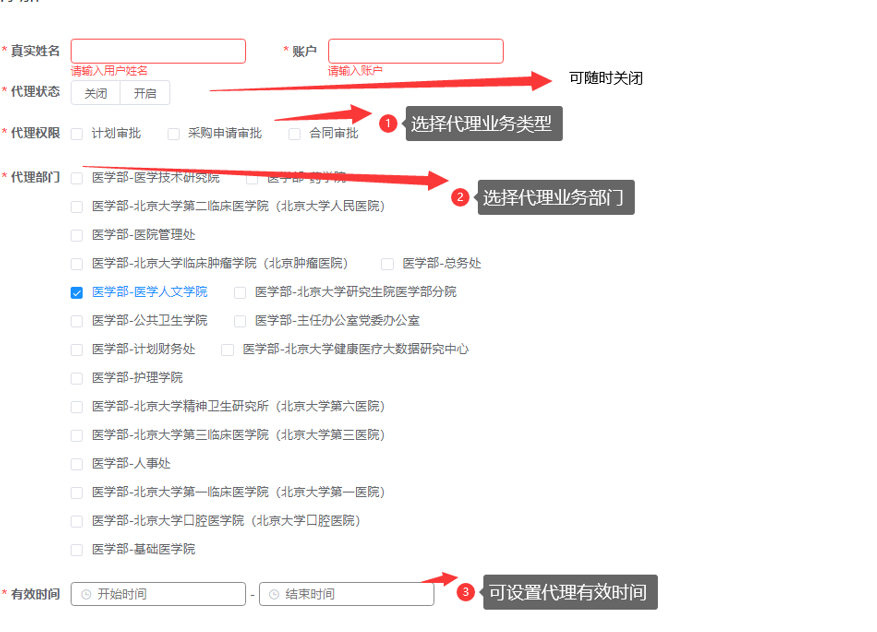 * 真实姓名 * 账户
请输入用户姓名 请输入账户
* 代理状态 关闭 开启 可随时关闭
* 代理权限 计划审批 采购申请审批 合同审批 1 选择代理业务类型
* 代理部门 医学部-医学技术研究院 医学部-药学院
2 选择代理业务部门
医学部-北京大学第二临床医学院（北京大学人民医院）
医学部-医院管理处
医学部-北京大学临床肿瘤学院（北京肿瘤医院） 医学部-总务处
医学部-医学人文学院 医学部-北京大学研究生院医学部分院
医学部-公共卫生学院 医学部-主任办公室党委办公室
医学部-计划财务处 医学部-北京大学健康医疗大数据研究中心
医学部-护理学院
医学部-北京大学精神卫生研究所（北京大学第六医院）
医学部-北京大学第三临床医学院（北京大学第三医院）
医学部-人事处
医学部-北京大学第一临床医学院（北京大学第一医院）
医学部-北京大学口腔医学院（北京大学口腔医院）
医学部-基础医学院
* 有效时间 开始时间 - 结束时间 3 可设置代理有效时间